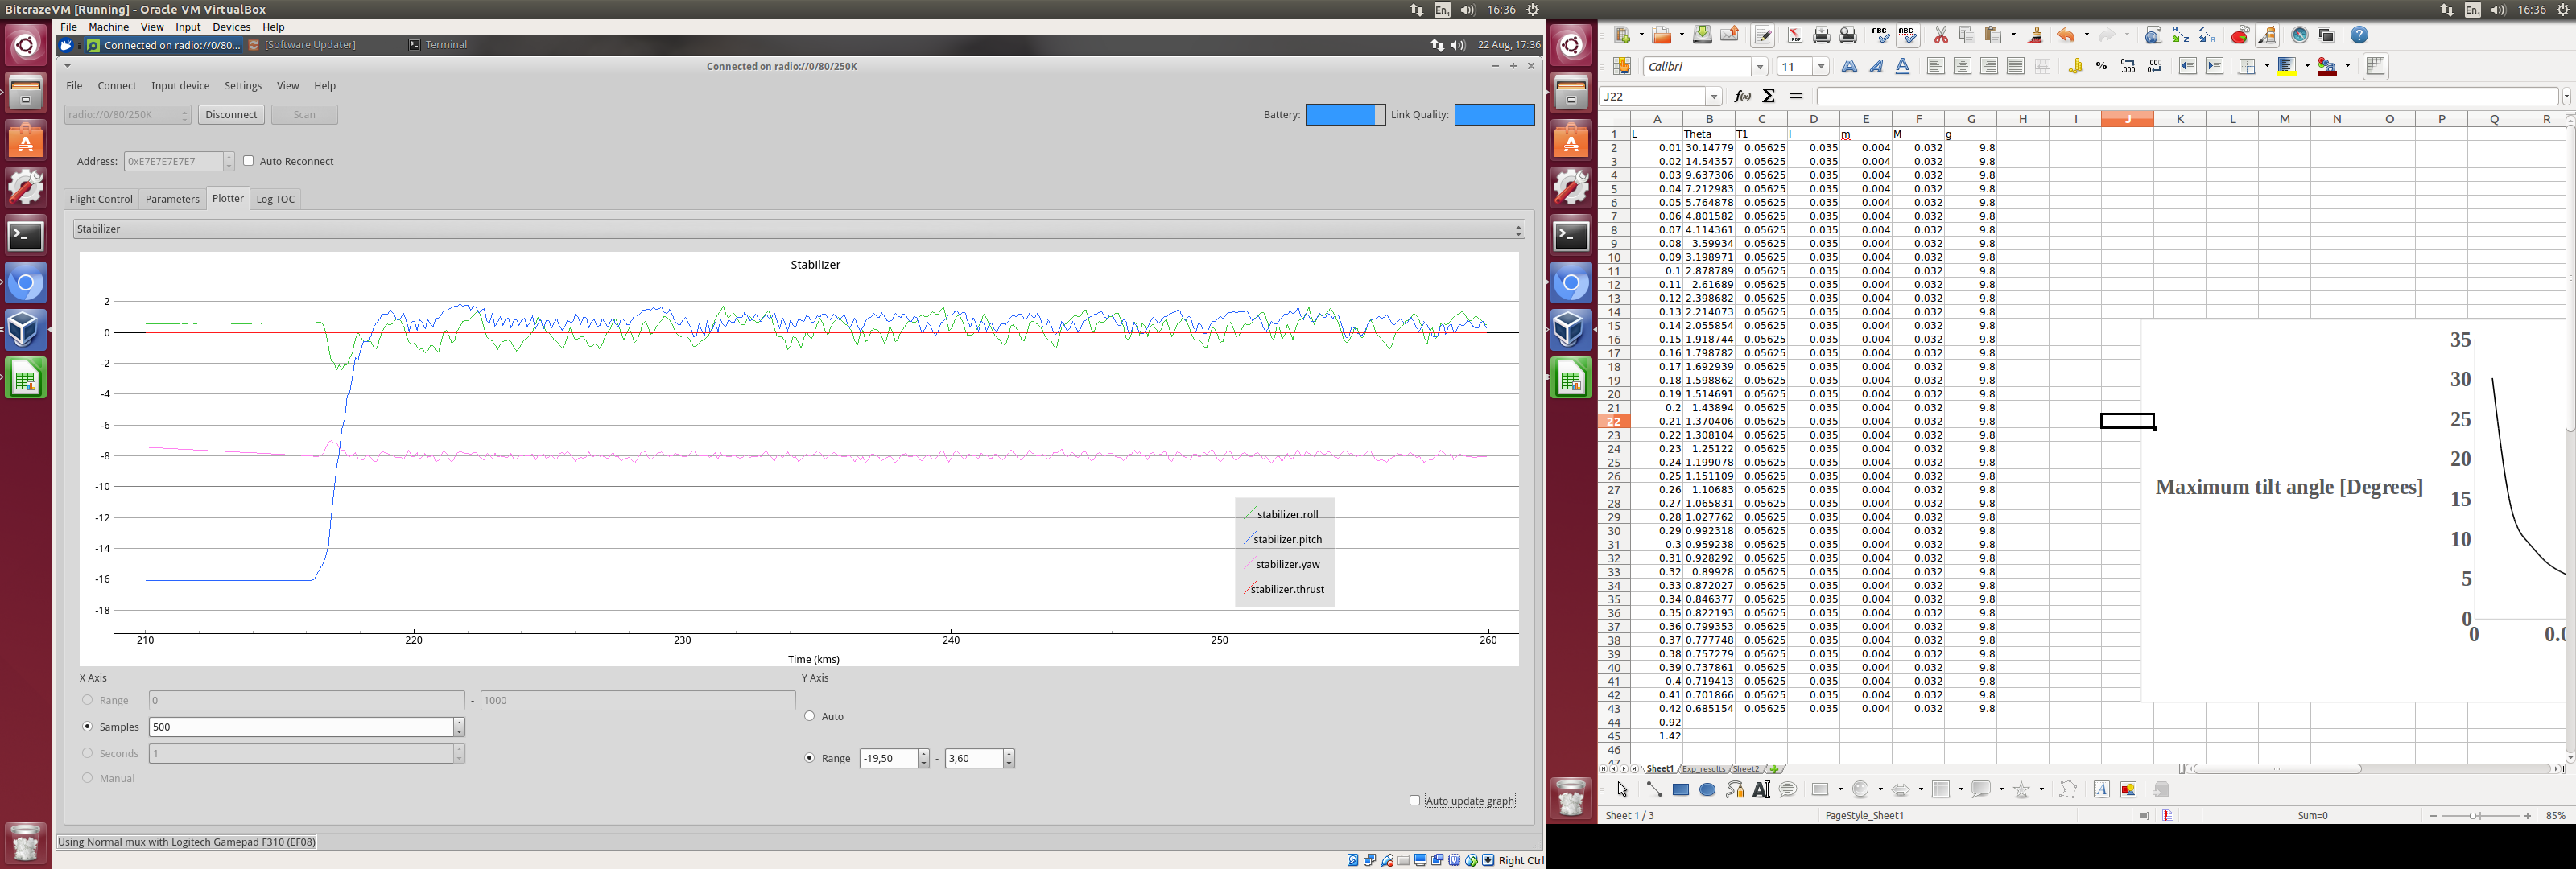 BitcrazeVM [Running] - Oracle VM VirtualBox
En 16:36
File Machine View Input Devices Help
Connected on radio://0/80... [Software Updater] Terminal 22 Aug, 17:36
Connected on radio://0/80/250K
File Connect Input device Settings View Help
radio://0/80/250K Disconnect Scan Battery: Link Quality:
Address: 0xE7E7E7E7E7 Auto Reconnect
Flight Control Parameters Plotter Log TOC
Stabilizer
Stabilizer
2
0
-2
-4
-6
-8
-10
-12
-14
-16
-18
stabilizer.roll
stabilizer.pitch
stabilizer.yaw
stabilizer.thrust
210 220 230 240 250 260
Time (kms)
X Axis Y Axis
Range 0 - 1000
Auto
Samples 500
Seconds 1
Range -19,50 - 3,60
Manual
Auto update graph
Using Normal mux with Logitech Gamepad F310 (EF08)
Right Ctrl
En 16:36
Calibri 11
J22
A B C D E F G H I J K L M N O P Q R
1 L Theta T1 l m M g
2 0.01 30.14779 0.05625 0.035 0.004 0.032 9.8
3 0.02 14.54357 0.05625 0.035 0.004 0.032 9.8
4 0.03 9.637306 0.05625 0.035 0.004 0.032 9.8
5 0.04 7.212983 0.05625 0.035 0.004 0.032 9.8
6 0.05 5.764878 0.05625 0.035 0.004 0.032 9.8
7 0.06 4.801582 0.05625 0.035 0.004 0.032 9.8
8 0.07 4.114361 0.05625 0.035 0.004 0.032 9.8
9 0.08 3.59934 0.05625 0.035 0.004 0.032 9.8
10 0.09 3.198971 0.05625 0.035 0.004 0.032 9.8
11 0.1 2.878789 0.05625 0.035 0.004 0.032 9.8
12 0.11 2.61689 0.05625 0.035 0.004 0.032 9.8
13 0.12 2.398682 0.05625 0.035 0.004 0.032 9.8
14 0.13 2.214073 0.05625 0.035 0.004 0.032 9.8
15 0.14 2.055854 0.05625 0.035 0.004 0.032 9.8
16 0.15 1.918744 0.05625 0.035 0.004 0.032 9.8
17 0.16 1.798782 0.05625 0.035 0.004 0.032 9.8
18 0.17 1.692939 0.05625 0.035 0.004 0.032 9.8
19 0.18 1.598862 0.05625 0.035 0.004 0.032 9.8
20 0.19 1.514691 0.05625 0.035 0.004 0.032 9.8
21 0.2 1.43894 0.05625 0.035 0.004 0.032 9.8
22 0.21 1.370406 0.05625 0.035 0.004 0.032 9.8
23 0.22 1.308104 0.05625 0.035 0.004 0.032 9.8
24 0.23 1.25122 0.05625 0.035 0.004 0.032 9.8
25 0.24 1.199078 0.05625 0.035 0.004 0.032 9.8
26 0.25 1.151109 0.05625 0.035 0.004 0.032 9.8
27 0.26 1.10683 0.05625 0.035 0.004 0.032 9.8
28 0.27 1.065831 0.05625 0.035 0.004 0.032 9.8
29 0.28 1.027762 0.05625 0.035 0.004 0.032 9.8
30 0.29 0.992318 0.05625 0.035 0.004 0.032 9.8
31 0.3 0.959238 0.05625 0.035 0.004 0.032 9.8
32 0.31 0.928292 0.05625 0.035 0.004 0.032 9.8
33 0.32 0.89928 0.05625 0.035 0.004 0.032 9.8
34 0.33 0.872027 0.05625 0.035 0.004 0.032 9.8
35 0.34 0.846377 0.05625 0.035 0.004 0.032 9.8
36 0.35 0.822193 0.05625 0.035 0.004 0.032 9.8
37 0.36 0.799353 0.05625 0.035 0.004 0.032 9.8
38 0.37 0.777748 0.05625 0.035 0.004 0.032 9.8
39 0.38 0.757279 0.05625 0.035 0.004 0.032 9.8
40 0.39 0.737861 0.05625 0.035 0.004 0.032 9.8
41 0.4 0.719413 0.05625 0.035 0.004 0.032 9.8
42 0.41 0.701866 0.05625 0.035 0.004 0.032 9.8
43 0.42 0.685154 0.05625 0.035 0.004 0.032 9.8
44 0.92
45 1.42
46
47
35
30
25
20
Maximum tilt angle [Degrees]
15
10
5
0
0 0.0
Sheet1 Exp_results Sheet2
Sheet 1 / 3 PageStyle_Sheet1 Sum=0 85%